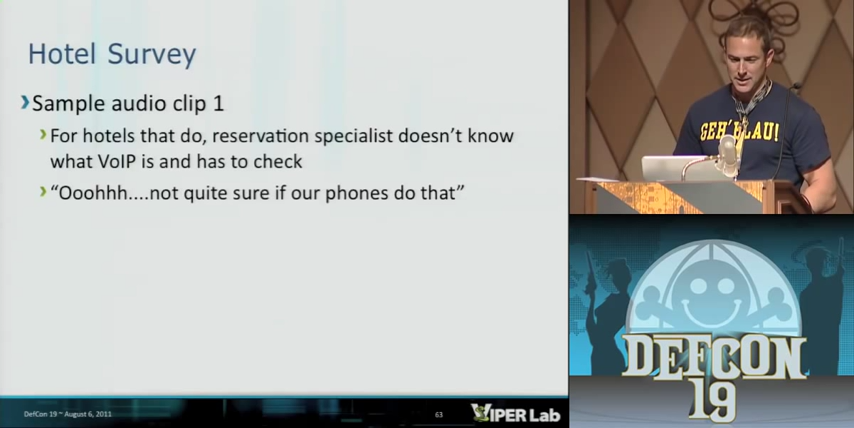 Hotel Survey
Sample audio clip 1
For hotels that do, reservation specialist doesn't know
what VoIP is and has to check
"Ooohhh....not quite sure if our phones do that"
DefCon 19 ~ August 6, 2011
63
VIPER Lab
DEFCON
19